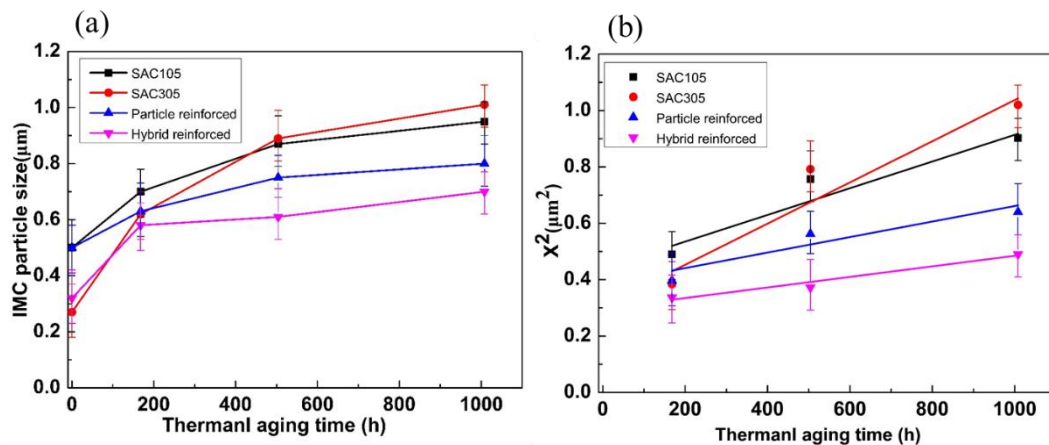 (a)
1.2
1.0
0.8
0.6
0.4
0.2
0.0
IMC particle size(μm)
SAC105
SAC305
Particle reinforced
Hybrid reinforced
0 200 400 600 800 1000
Thermanl aging time (h)
(b)
1.2
1.0
0.8
0.6
0.4
0.2
0.0
X²(μm²)
SAC105
SAC305
Particle reinforced
Hybrid reinforced
0 200 400 600 800 1000
Thermanl aging time (h)